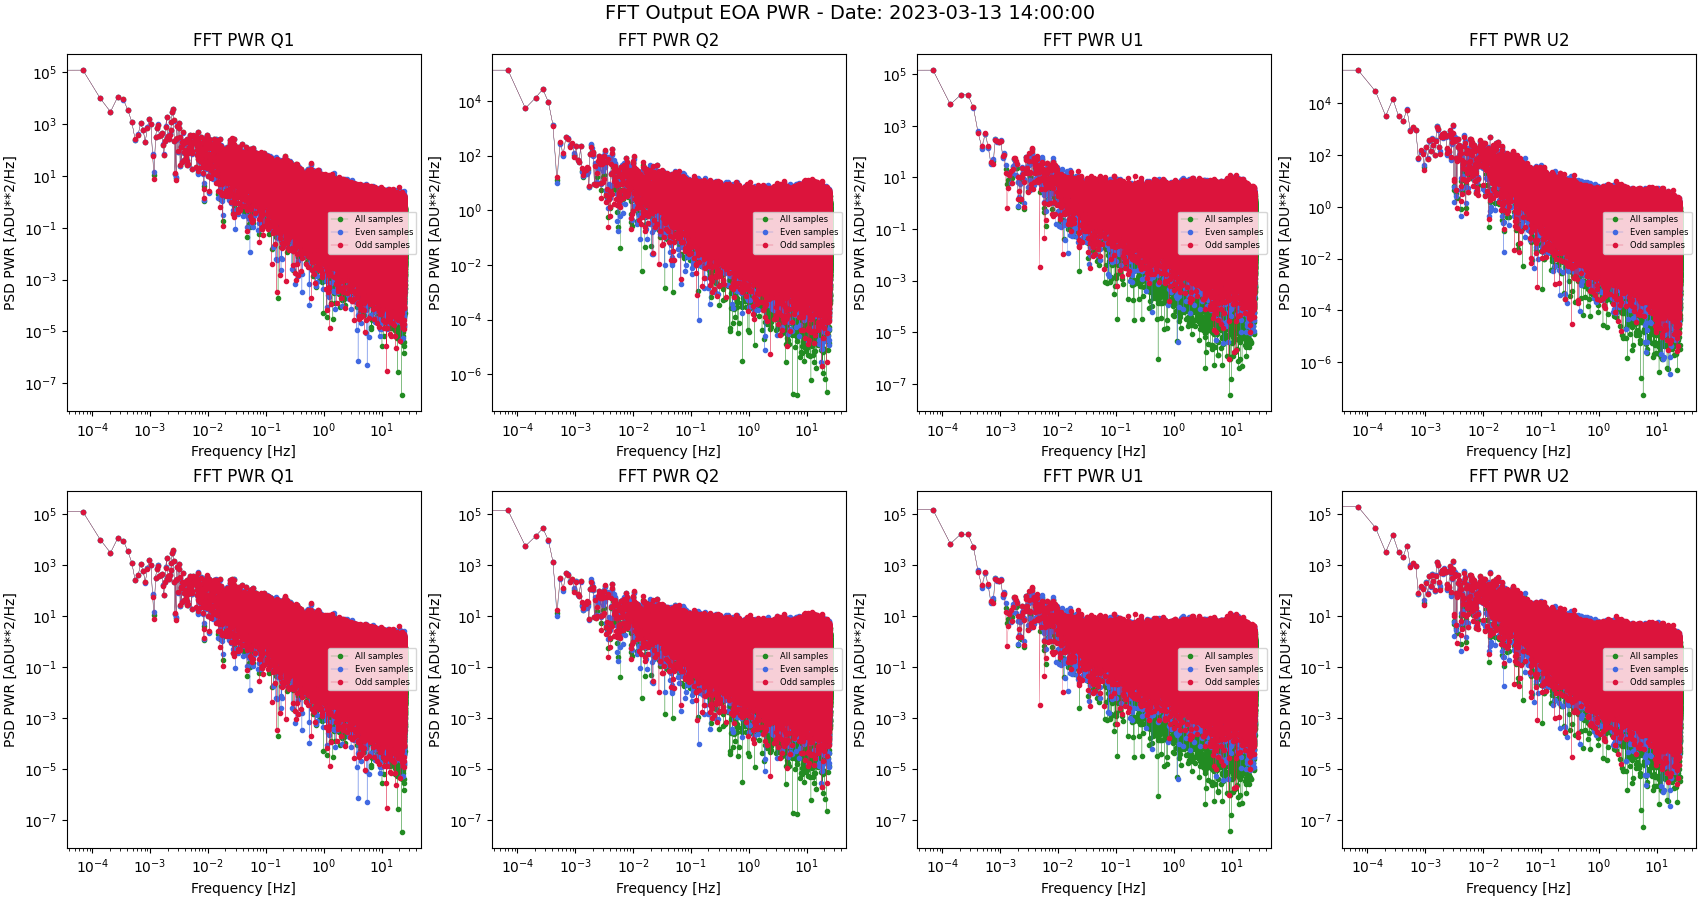 FFT Output EOA PWR - Date: 2023-03-13 14:00:00
FFT PWR Q1
PSD PWR [ADU**2/Hz]
10^5
10^3
10^1
10^-1
10^-3
10^-5
10^-7
All samples
Even samples
Odd samples
10^-4 10^-3 10^-2 10^-1 10^0 10^1
Frequency [Hz]
FFT PWR Q2
PSD PWR [ADU**2/Hz]
10^4
10^2
10^0
10^-2
10^-4
10^-6
All samples
Even samples
Odd samples
10^-4 10^-3 10^-2 10^-1 10^0 10^1
Frequency [Hz]
FFT PWR U1
PSD PWR [ADU**2/Hz]
10^5
10^3
10^1
10^-1
10^-3
10^-5
10^-7
All samples
Even samples
Odd samples
10^-4 10^-3 10^-2 10^-1 10^0 10^1
Frequency [Hz]
FFT PWR U2
PSD PWR [ADU**2/Hz]
10^4
10^2
10^0
10^-2
10^-4
10^-6
All samples
Even samples
Odd samples
10^-4 10^-3 10^-2 10^-1 10^0 10^1
Frequency [Hz]
FFT PWR Q1
PSD PWR [ADU**2/Hz]
10^5
10^3
10^1
10^-1
10^-3
10^-5
10^-7
All samples
Even samples
Odd samples
10^-4 10^-3 10^-2 10^-1 10^0 10^1
Frequency [Hz]
FFT PWR Q2
PSD PWR [ADU**2/Hz]
10^5
10^3
10^1
10^-1
10^-3
10^-5
10^-7
All samples
Even samples
Odd samples
10^-4 10^-3 10^-2 10^-1 10^0 10^1
Frequency [Hz]
FFT PWR U1
PSD PWR [ADU**2/Hz]
10^5
10^3
10^1
10^-1
10^-3
10^-5
10^-7
All samples
Even samples
Odd samples
10^-4 10^-3 10^-2 10^-1 10^0 10^1
Frequency [Hz]
FFT PWR U2
PSD PWR [ADU**2/Hz]
10^5
10^3
10^1
10^-1
10^-3
10^-5
10^-7
All samples
Even samples
Odd samples
10^-4 10^-3 10^-2 10^-1 10^0 10^1
Frequency [Hz]